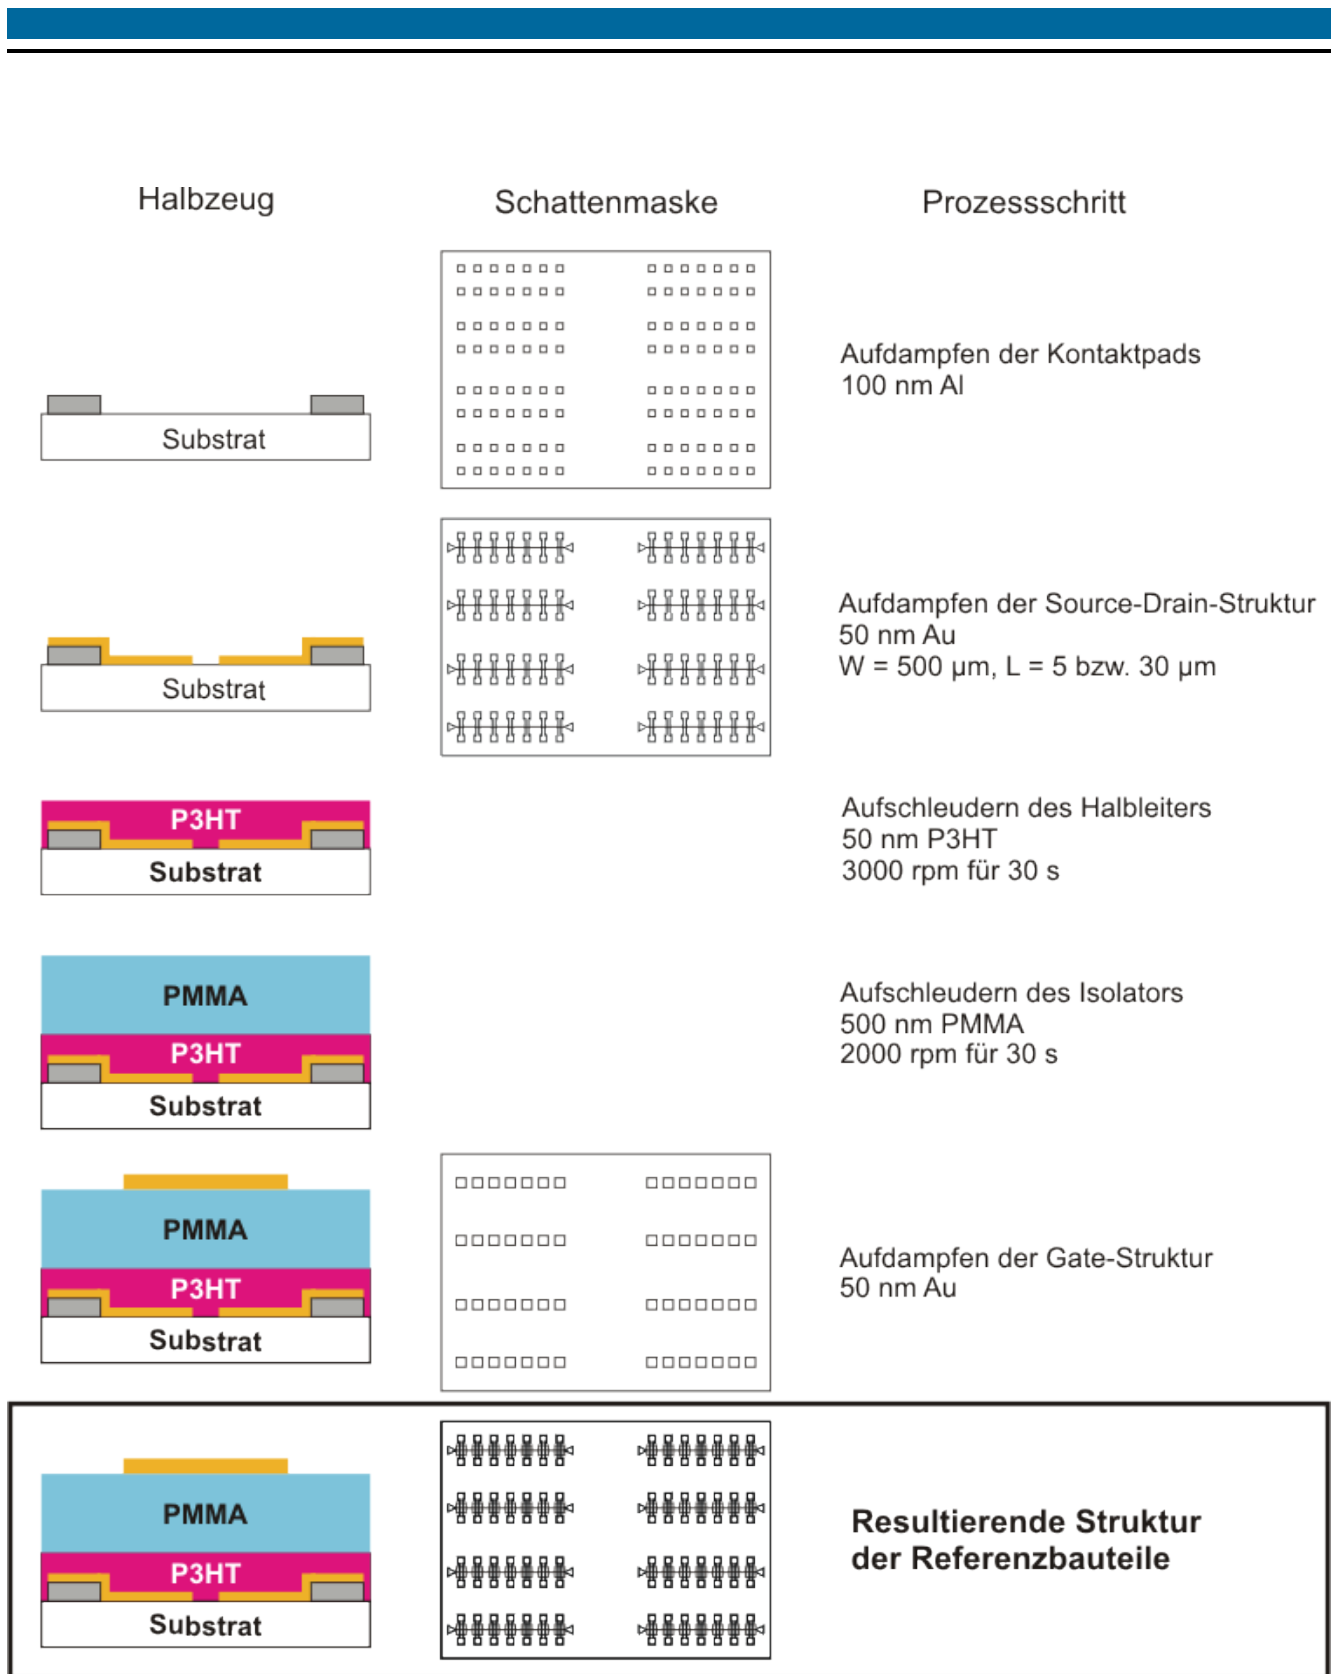 Halbzeug
Schattenmaske
Prozessschritt
Substrat
Aufdampfen der Kontaktpads
100 nm Al
Substrat
Aufdampfen der Source-Drain-Struktur
50 nm Au
W = 500 µm, L = 5 bzw. 30 µm
P3HT
Substrat
Aufschleudern des Halbleiters
50 nm P3HT
3000 rpm für 30 s
PMMA
P3HT
Substrat
Aufschleudern des Isolators
500 nm PMMA
2000 rpm für 30 s
PMMA
P3HT
Substrat
Aufdampfen der Gate-Struktur
50 nm Au
PMMA
P3HT
Substrat
Resultierende Struktur
der Referenzbauteile